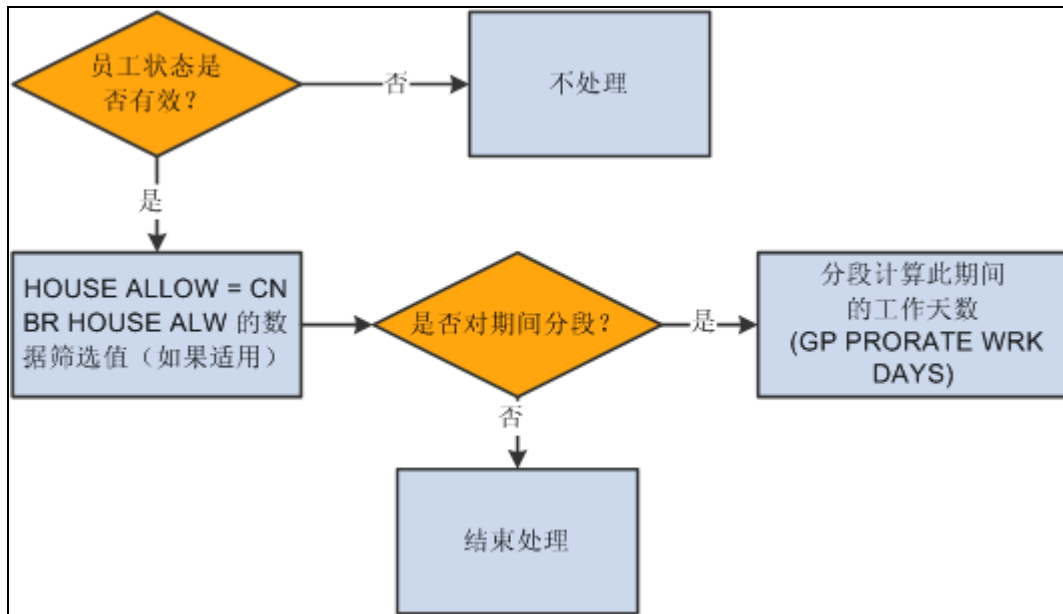 员工状态是
否有效？
否
不处理
是
HOUSE ALLOW = CN
BR HOUSE ALW 的数
据筛选值（如果适用）
是否对期间分段？
是
分段计算此期间
的工作天数
(GP PRORATE WRK
DAYS)
否
结束处理